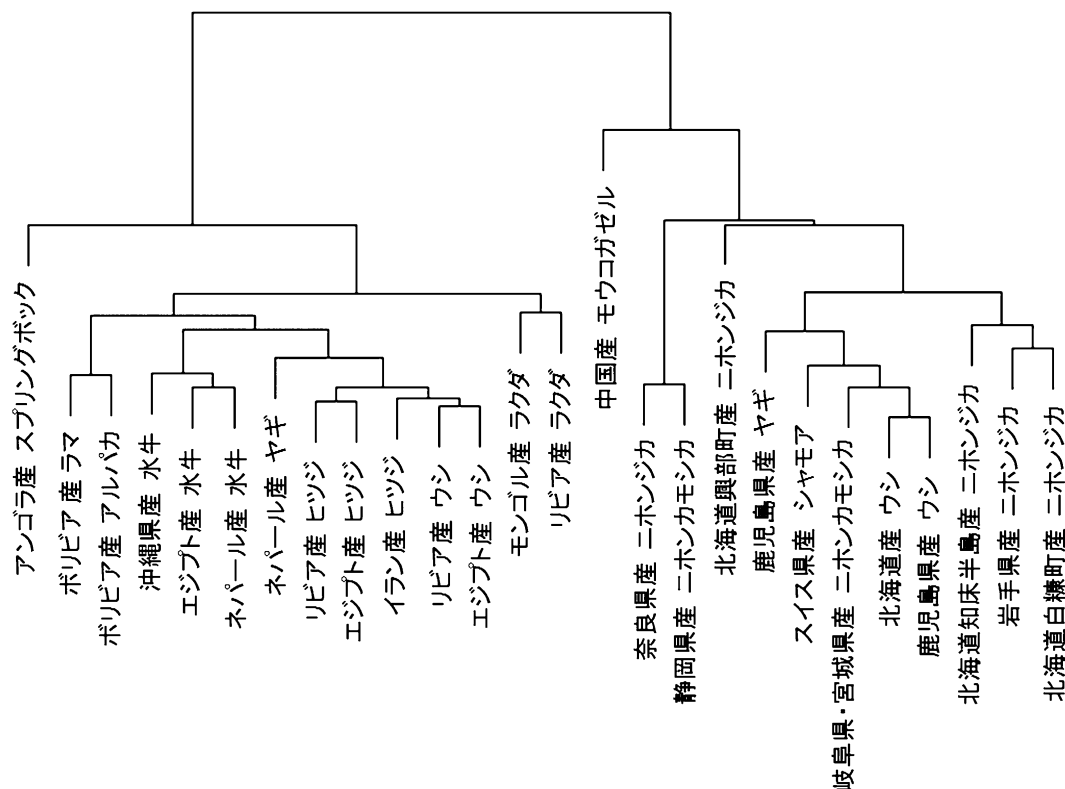 アンゴラ産 スプリングボック
ボリビア産 ラマ
ボリビア産 アルパカ
沖縄県産 水牛
エジプト産 水牛
ネパール産 水牛
ネパール産 ヤギ
リビア産 ヒツジ
エジプト産 ヒツジ
イラン産 ヒツジ
リビア産 ウシ
エジプト産 ウシ
モンゴル産 ラクダ
リビア産 ラクダ
中国産 モウコガゼル
奈良県産 ニホンジカ
静岡県産 ニホンカモシカ
北海道興部町産 ニホンジカ
鹿児島県産 ヤギ
スイス県産 シャモア
岐阜県・宮城県産 ニホンカモシカ
北海道産 ウシ
鹿児島県産 ウシ
北海道知床半島産 ニホンジカ
岩手県産 ニホンジカ
北海道白糠町産 ニホンジカ